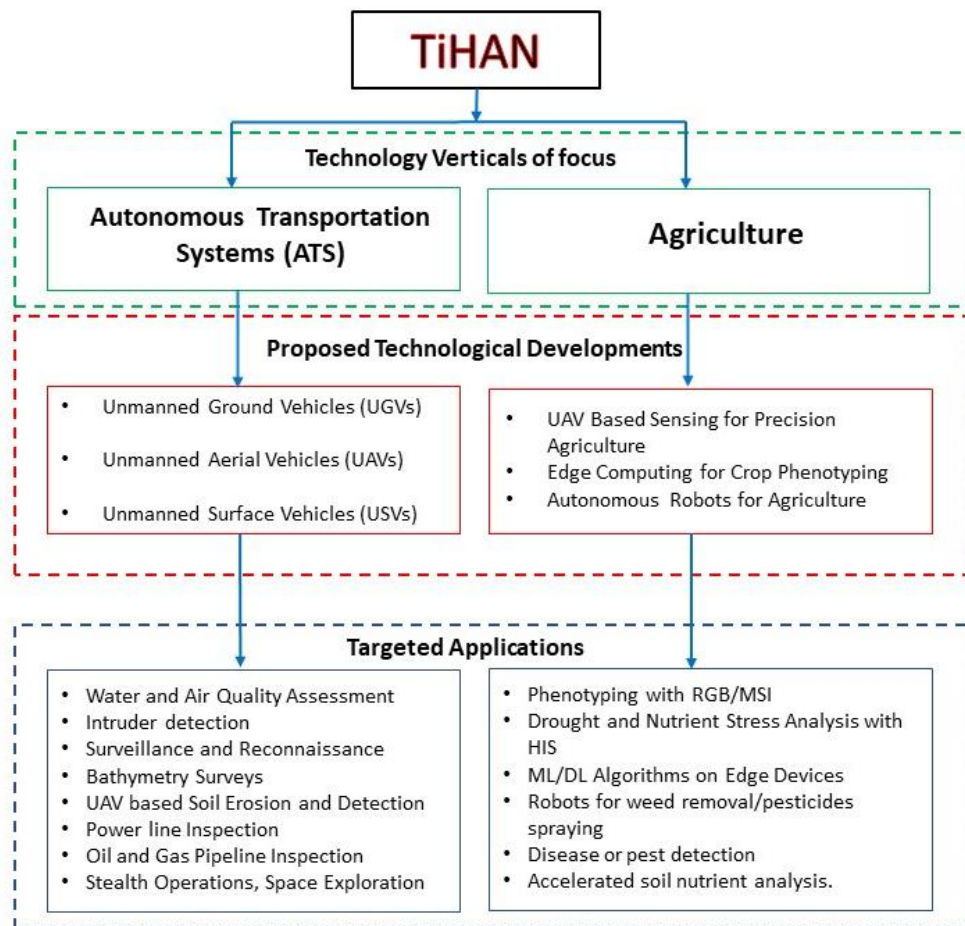 TiHAN
Technology Verticals of focus
Autonomous Transportation
Systems (ATS)
Agriculture
Proposed Technological Developments
• Unmanned Ground Vehicles (UGVs)
• Unmanned Aerial Vehicles (UAVs)
• Unmanned Surface Vehicles (USVs)
• UAV Based Sensing for Precision
Agriculture
• Edge Computing for Crop Phenotyping
• Autonomous Robots for Agriculture
Targeted Applications
• Water and Air Quality Assessment
• Intruder detection
• Surveillance and Reconnaissance
• Bathymetry Surveys
• UAV based Soil Erosion and Detection
• Power line Inspection
• Oil and Gas Pipeline Inspection
• Stealth Operations, Space Exploration
• Phenotyping with RGB/MSI
• Drought and Nutrient Stress Analysis with
HIS
• ML/DL Algorithms on Edge Devices
• Robots for weed removal/pesticides
spraying
• Disease or pest detection
• Accelerated soil nutrient analysis.